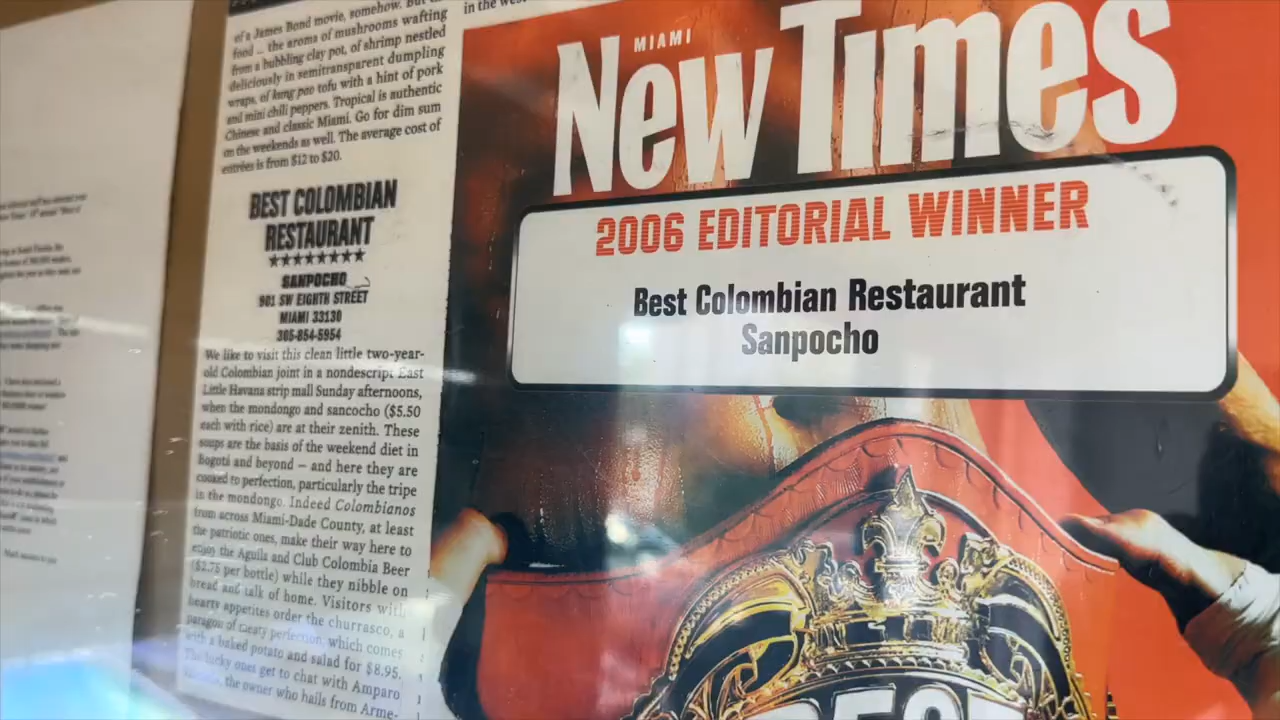 of a James Bond movie, somehow. But
food ... the aroma of mushrooms wafting
from a bubbling clay pot, of shrimp nestled
deliciously in semitransparent dumpling
wraps, of kung pao tofu with a hint of pork
and mini chili peppers. Tropical is authentic
Chinese and classic Miami. Go for dim sum
on the weekends as well. The average cost of
entrées is from $12 to $20.
BEST COLOMBIAN
RESTAURANT
★★★★★★★★
SANPOCHO
901 SW EIGHTH STREET
MIAMI 33130
305-854-5954
We like to visit this clean little two-year-
old Colombian joint in a nondescript East
Little Havana strip mall Sunday afternoons,
when the mondongo and sancocho ($5.50
each with rice) are at their zenith. These
soups are the basis of the weekend diet in
Bogotá and beyond — and here they are
cooked to perfection, particularly the tripe
in the mondongo. Indeed Colombianos
from across Miami-Dade County, at least
the patriotic ones, make their way here to
enjoy the Aguila and Club Colombia Beer
($2.75 per bottle) while they nibble on
bread and talk of home. Visitors with
hearty appetites order the churrasco, a
paragon of meaty perfection, which comes
with a baked potato and salad for $8.95.
The lucky ones get to chat with Amparo
the owner who hails from Arme-
in the west
MIAMI
New Times
2006 EDITORIAL WINNER
Best Colombian Restaurant
Sanpocho
BEST